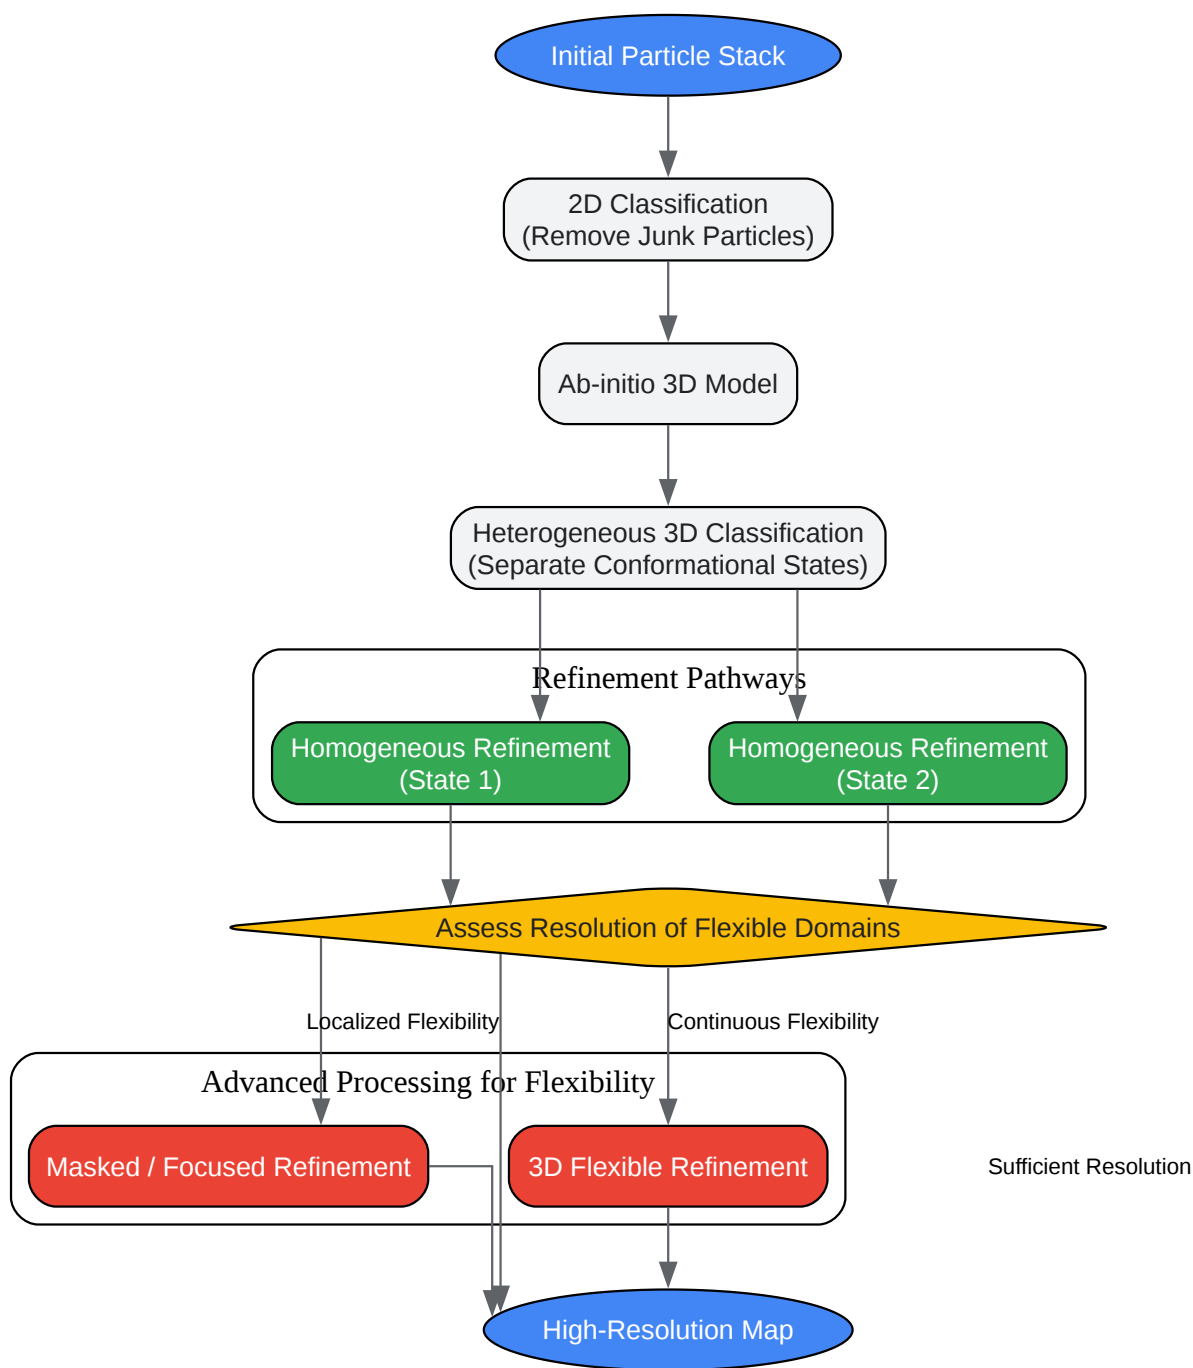 Initial Particle Stack
2D Classification
(Remove Junk Particles)
Ab-initio 3D Model
Heterogeneous 3D Classification
(Separate Conformational States)
Refinement Pathways
Homogeneous Refinement
(State 1)
Homogeneous Refinement
(State 2)
Assess Resolution of Flexible Domains
Localized Flexibility
Continuous Flexibility
Advanced Processing for Flexibility
Masked / Focused Refinement
3D Flexible Refinement
Sufficient Resolution
High-Resolution Map